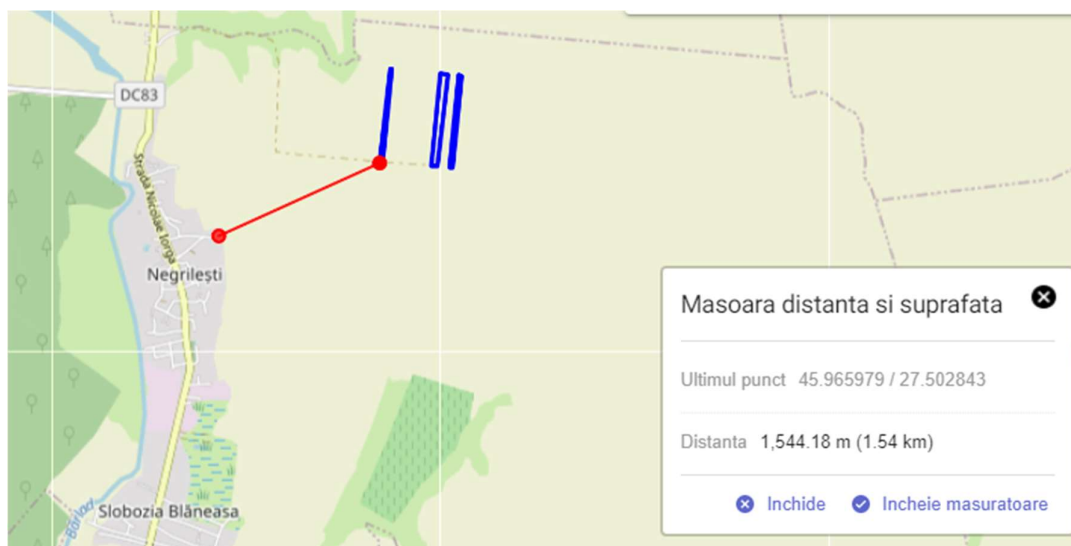 DC83
Strada Nicolae Iorga
Negrilești
Slobozia Blăneasa
Bârlad
Masoara distanta si suprafata
Ultimul punct 45.965979 / 27.502843
Distanta 1,544.18 m (1.54 km)
Inchide Incheie masuratoare